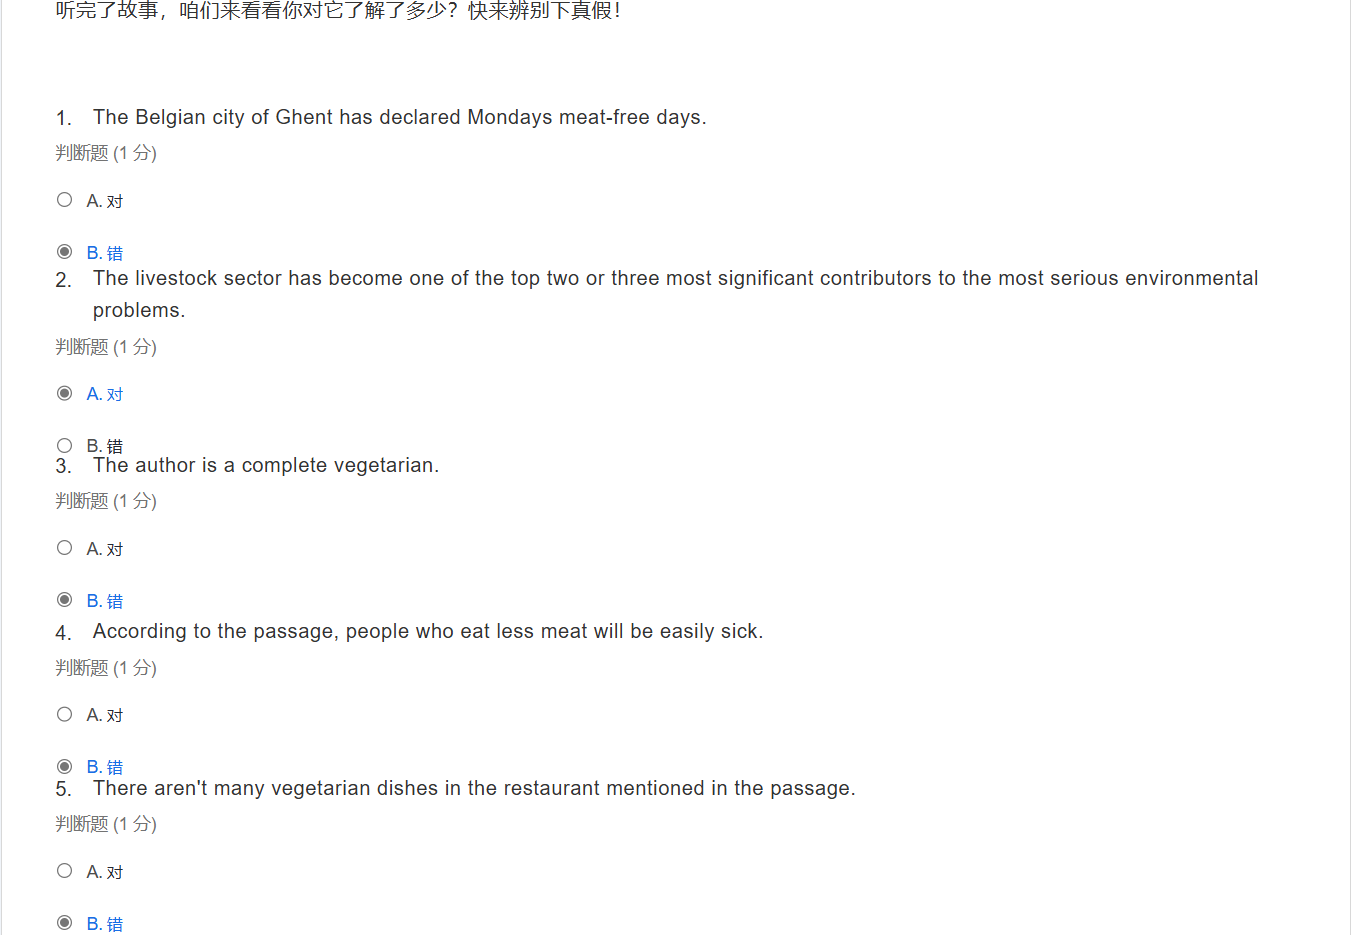 听完了故事，咱们来看看你对它了解了多少？快来辨别下真假！
1. The Belgian city of Ghent has declared Mondays meat-free days.
判断题 (1 分)
A. 对
B. 错
2. The livestock sector has become one of the top two or three most significant contributors to the most serious environmental
problems.
判断题 (1 分)
A. 对
B. 错
3. The author is a complete vegetarian.
判断题 (1 分)
A. 对
B. 错
4. According to the passage, people who eat less meat will be easily sick.
判断题 (1 分)
A. 对
B. 错
5. There aren't many vegetarian dishes in the restaurant mentioned in the passage.
判断题 (1 分)
A. 对
B. 错